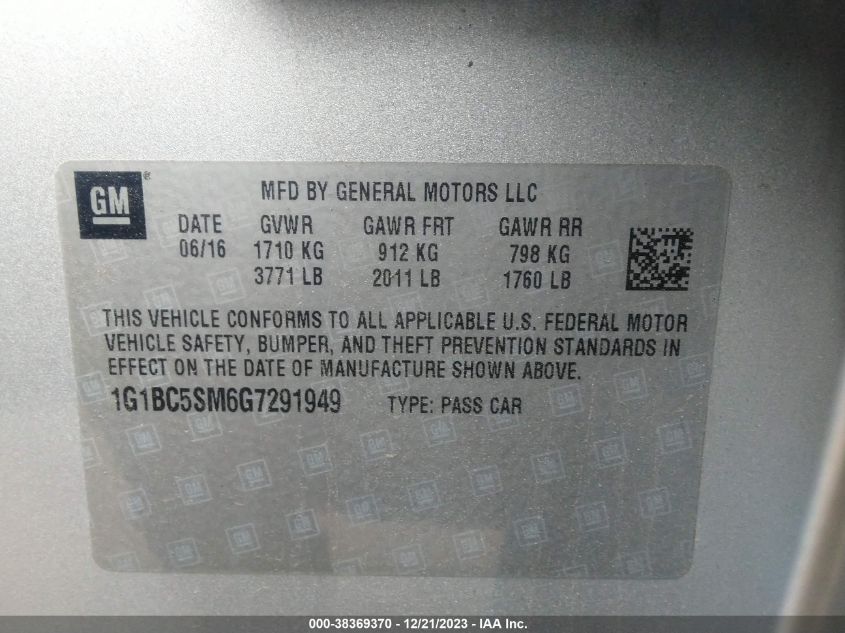 GM
MFD BY GENERAL MOTORS LLC
DATE GVWR GAWR FRT GAWR RR
06/16 1710 KG 912 KG 798 KG
3771 LB 2011 LB 1760 LB
THIS VEHICLE CONFORMS TO ALL APPLICABLE U.S. FEDERAL MOTOR
VEHICLE SAFETY, BUMPER, AND THEFT PREVENTION STANDARDS IN
EFFECT ON THE DATE OF MANUFACTURE SHOWN ABOVE.
1G1BC5SM6G7291949 TYPE: PASS CAR
000-38369370 - 12/21/2023 - IAA Inc.